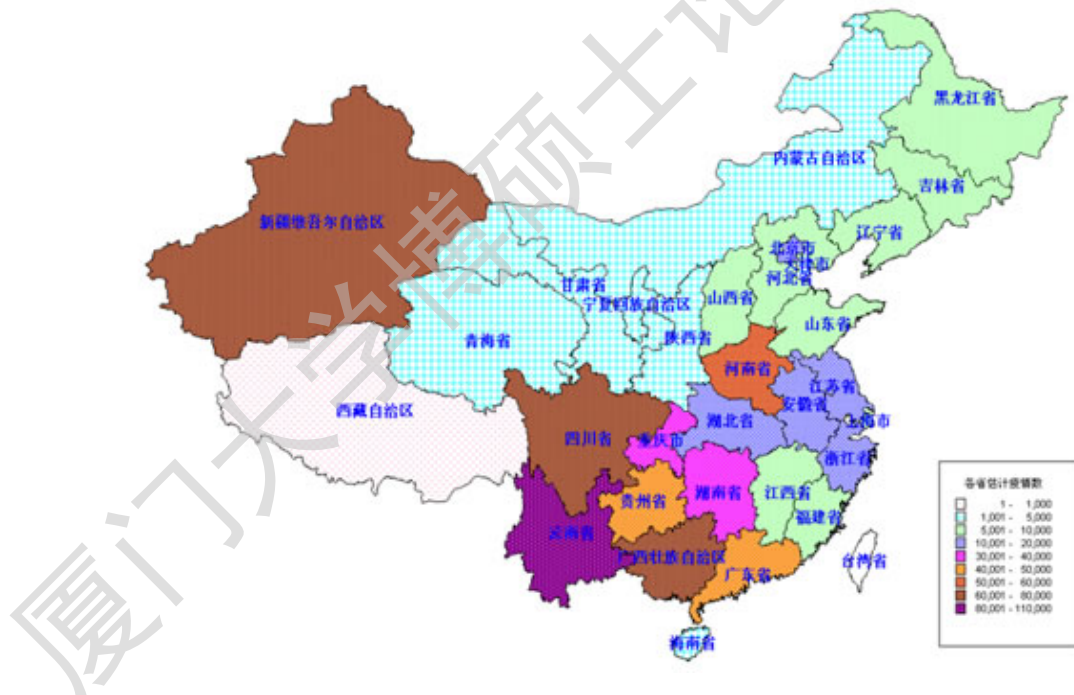 厦门大学博硕士论
黑龙江省
内蒙古自治区
吉林省
新疆维吾尔自治区
辽宁省
北京市
天津市
河北省
甘肃省
宁夏回族自治区
山西省
山东省
陕西省
青海省
河南省
西藏自治区
江苏省
安徽省
上海市
湖北省
四川省
重庆市
浙江省
湖南省
江西省
贵州省
福建省
云南省
广西壮族自治区
广东省
台湾省
海南省
各省估计疫情数
1 - 1,000
1,001 - 5,000
5,001 - 10,000
10,001 - 20,000
30,001 - 40,000
40,001 - 50,000
50,001 - 60,000
60,001 - 80,000
80,001 - 110,000